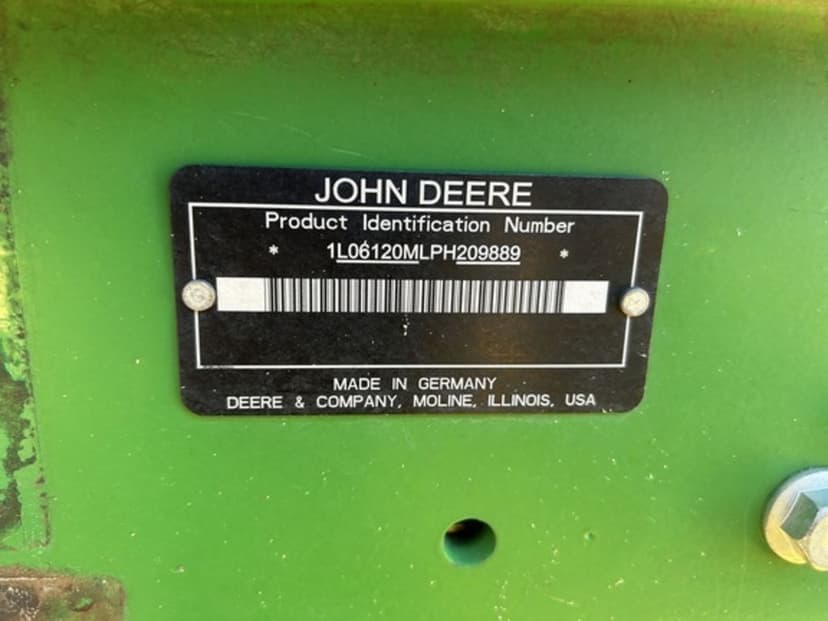 JOHN DEERE
Product Identification Number
* 1L06120MLPH209889 *
MADE IN GERMANY
DEERE & COMPANY, MOLINE, ILLINOIS, USA